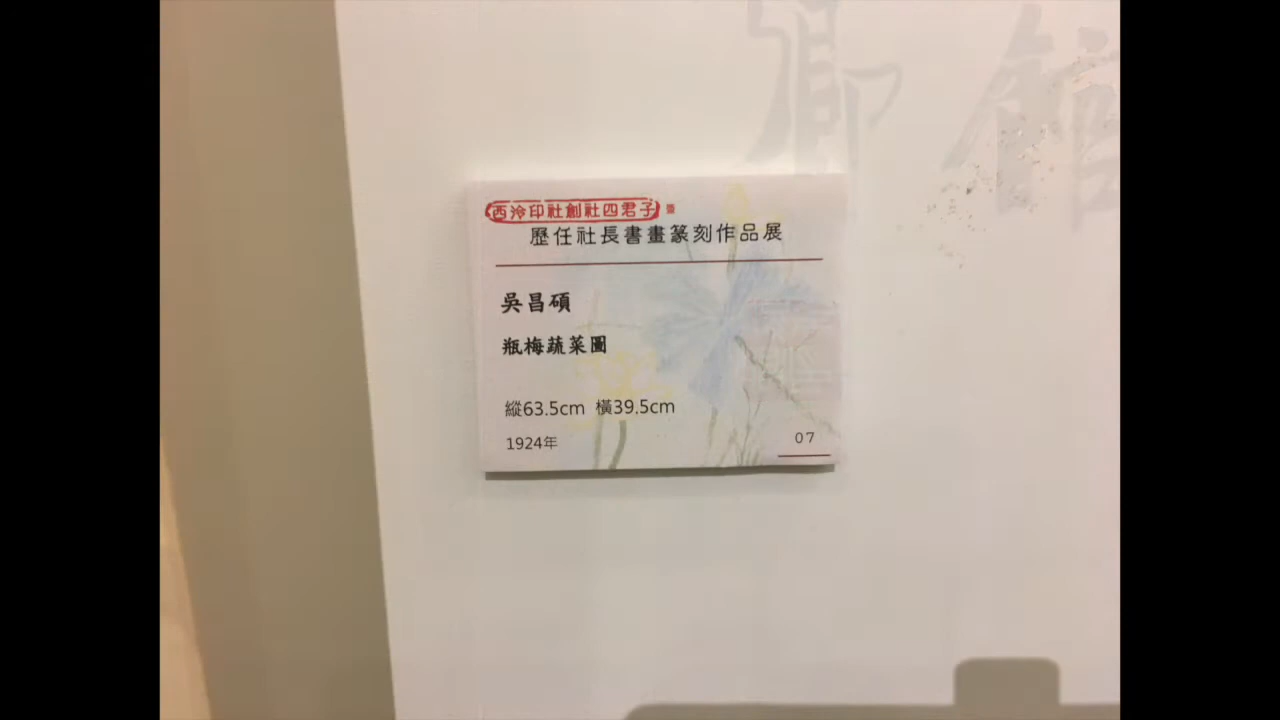 卿館
西泠印社創社四君子暨
歷任社長書畫篆刻作品展
吳昌碩
瓶梅蔬菜圖
縱63.5cm 橫39.5cm
1924年
07